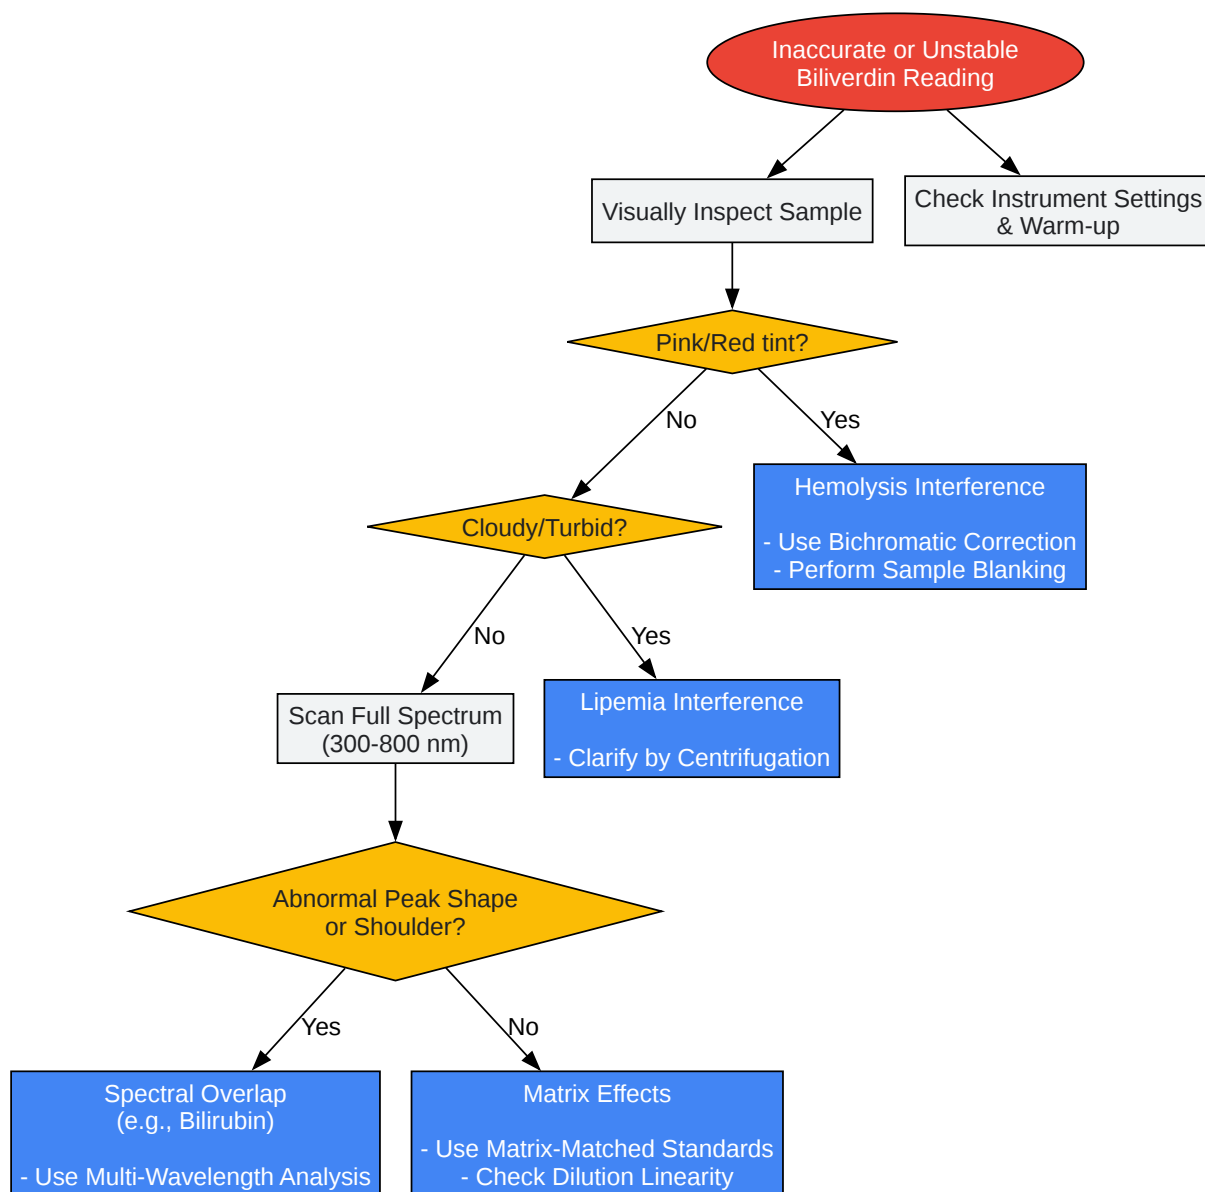 Inaccurate or Unstable
Biliverdin Reading
Visually Inspect Sample
Check Instrument Settings
& Warm-up
Pink/Red tint?
No
Yes
Hemolysis Interference
- Use Bichromatic Correction
- Perform Sample Blanking
Cloudy/Turbid?
No
Yes
Scan Full Spectrum
(300-800 nm)
Lipemia Interference
- Clarify by Centrifugation
Abnormal Peak Shape
or Shoulder?
Yes
No
Spectral Overlap
(e.g., Bilirubin)
- Use Multi-Wavelength Analysis
Matrix Effects
- Use Matrix-Matched Standards
- Check Dilution Linearity